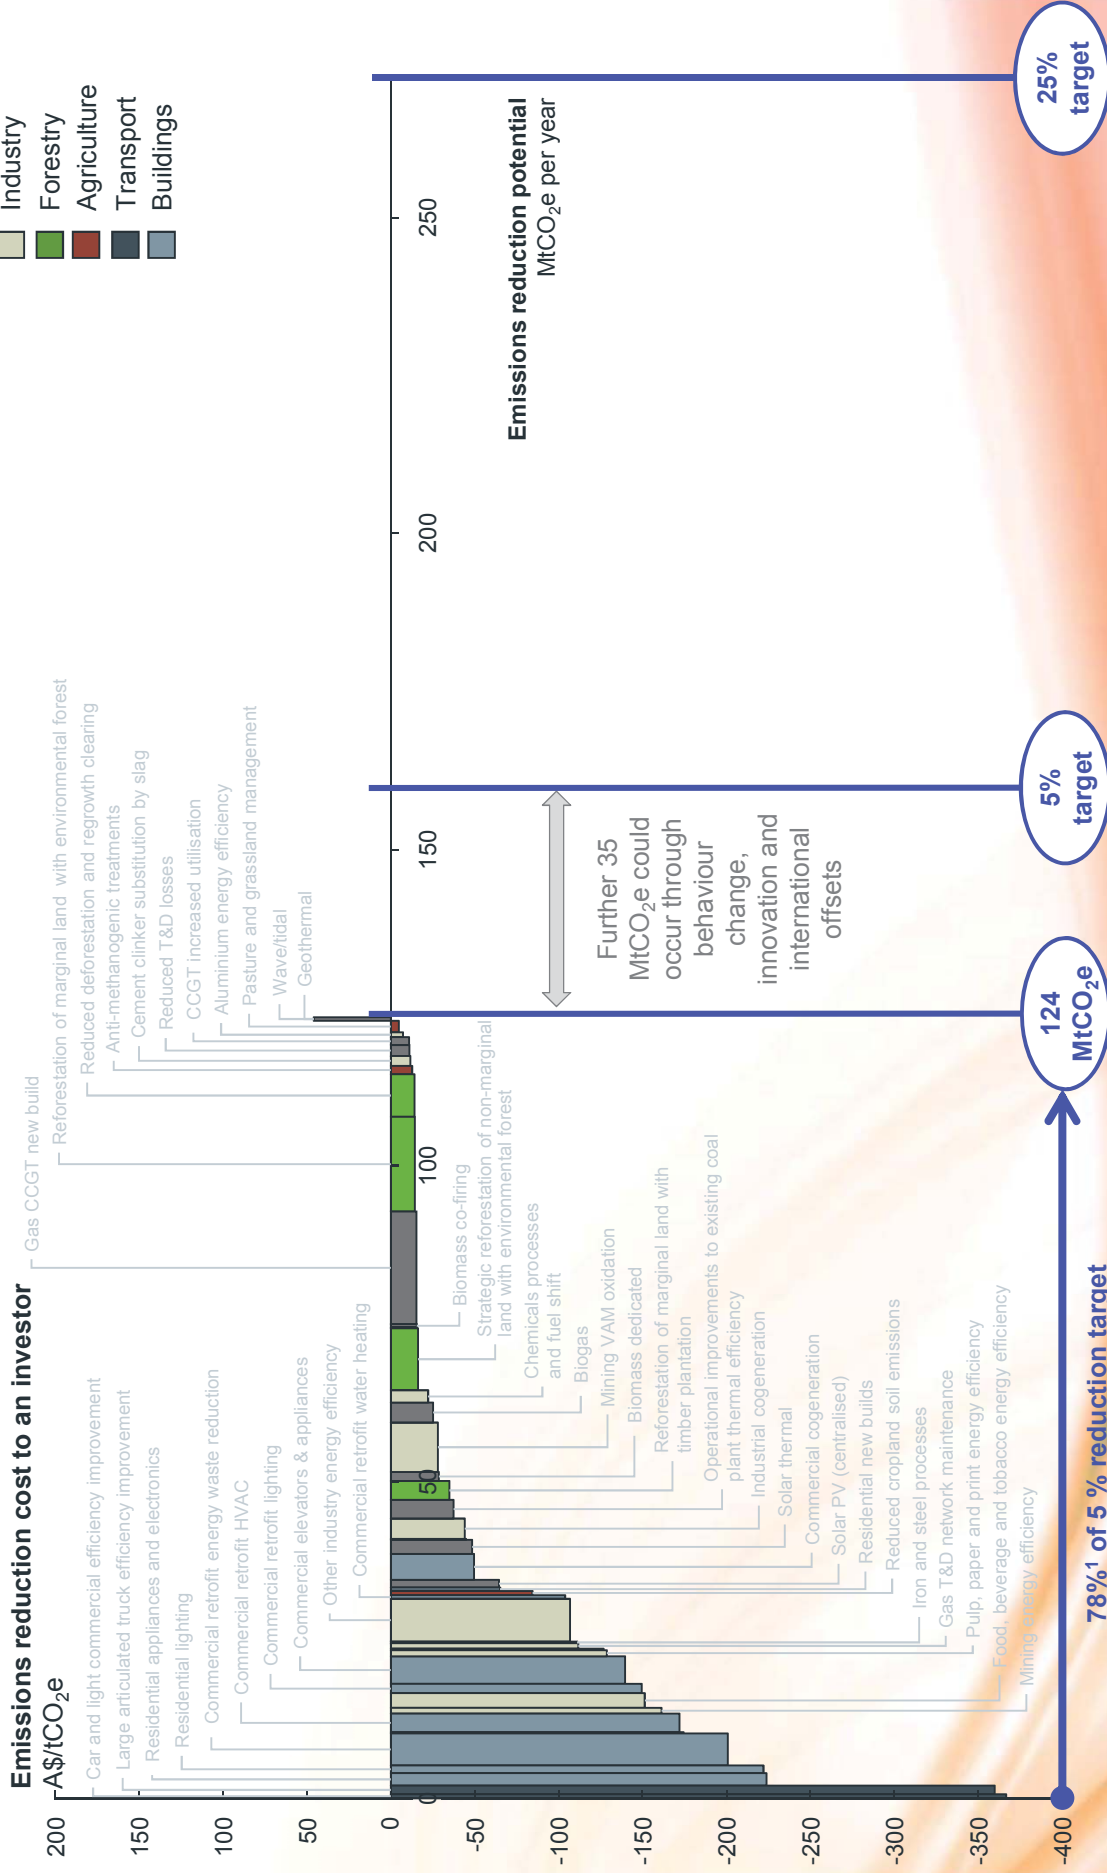 Emissions reduction cost to an investor
A$/tCO₂e
Industry
Forestry
Agriculture
Transport
Buildings
200
150
100
50
0
-50
-100
-150
-200
-250
-300
-350
-400
Car and light commercial efficiency improvement
Large articulated truck efficiency improvement
Residential appliances and electronics
Residential lighting
Commercial retrofit energy waste reduction
Commercial retrofit HVAC
Commercial retrofit lighting
Commercial elevators & appliances
Other industry energy efficiency
Commercial retrofit water heating
Gas CCGT new build
Reforestation of marginal land with environmental forest
Reduced deforestation and regrowth clearing
Anti-methanogenic treatments
Cement clinker substitution by slag
Reduced T&D losses
CCGT increased utilisation
Aluminium energy efficiency
Pasture and grassland management
Wave/tidal
Geothermal
0
50
100
150
200
250
Emissions reduction potential
MtCO₂e per year
Biomass co-firing
Strategic reforestation of non-marginal
land with environmental forest
Chemicals processes
and fuel shift
Biogas
Mining VAM oxidation
Biomass dedicated
Reforestation of marginal land with
timber plantation
Operational improvements to existing coal
plant thermal efficiency
Industrial cogeneration
Solar thermal
Commercial cogeneration
Solar PV (centralised)
Residential new builds
Reduced cropland soil emissions
Iron and steel processes
Gas T&D network maintenance
Pulp, paper and print energy efficiency
Food, beverage and tobacco energy efficiency
Mining energy efficiency
Further 35
MtCO₂e could
occur through
behaviour
change,
innovation and
international
offsets
124
MtCO₂e
5%
target
25%
target
78%¹ of 5 % reduction target